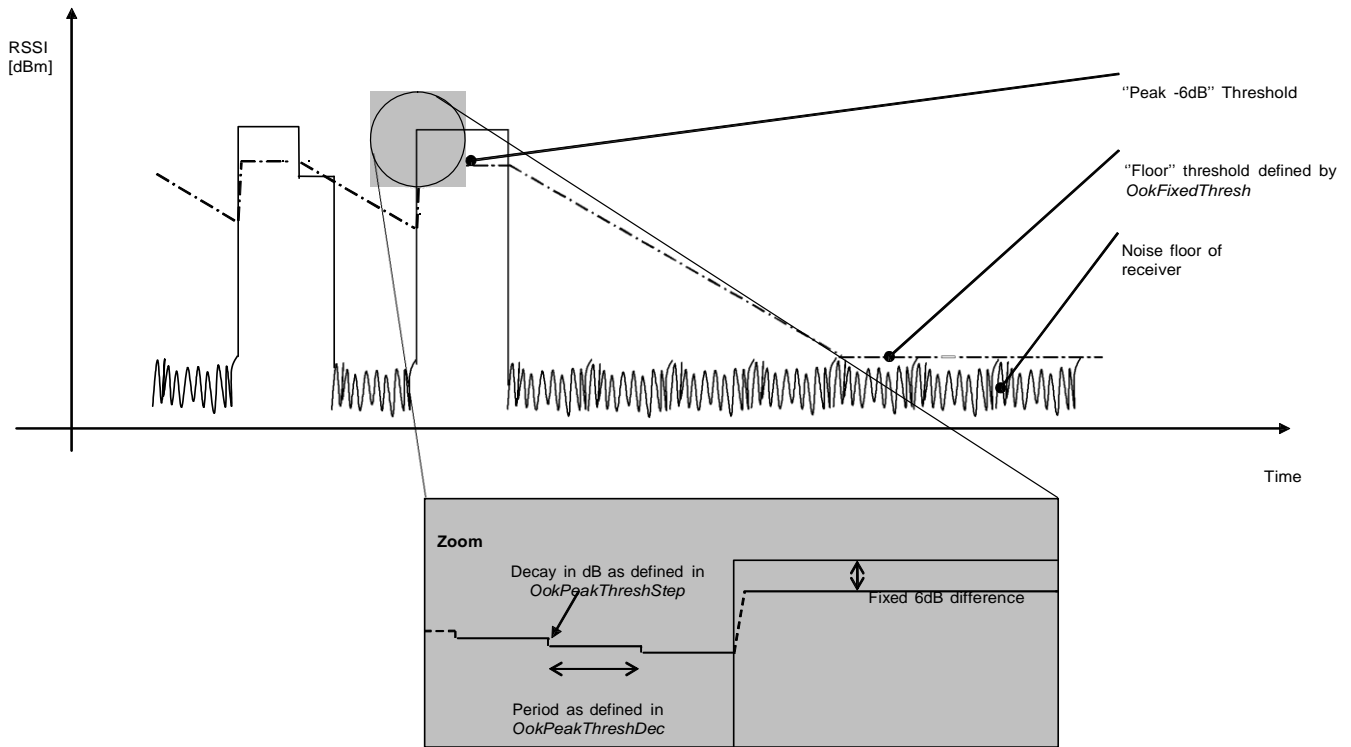 RSSI
[dBm]
‘‘Peak -6dB’’ Threshold
‘‘Floor’’ threshold defined by
OokFixedThresh
Noise floor of
receiver
Time
Zoom
Decay in dB as defined in
OokPeakThreshStep
Fixed 6dB difference
Period as defined in
OokPeakThreshDec